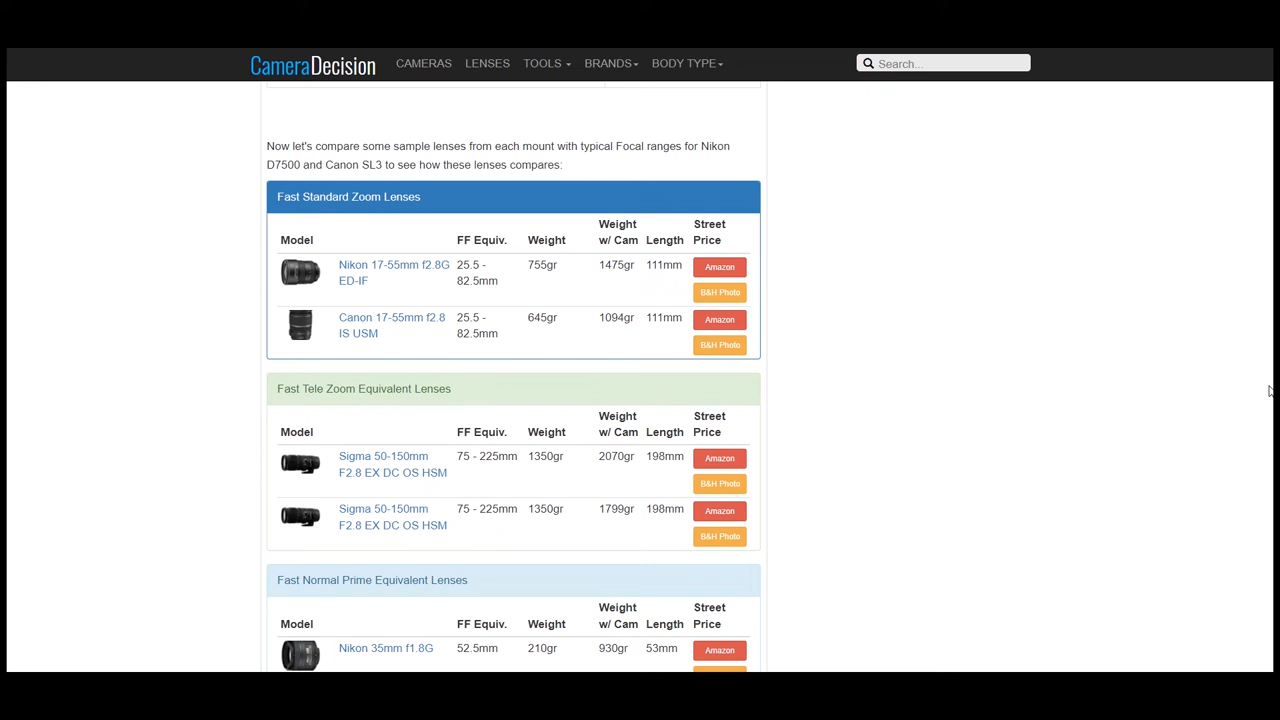 CameraDecision CAMERAS LENSES TOOLS BRANDS BODY TYPE Search...
Now let's compare some sample lenses from each mount with typical Focal ranges for Nikon
D7500 and Canon SL3 to see how these lenses compares:
Fast Standard Zoom Lenses
Weight Street
Model FF Equiv. Weight w/ Cam Length Price
Nikon 17-55mm f2.8G 25.5 - 755gr 1475gr 111mm Amazon
ED-IF 82.5mm
B&H Photo
Canon 17-55mm f2.8 25.5 - 645gr 1094gr 111mm Amazon
IS USM 82.5mm
B&H Photo
Fast Tele Zoom Equivalent Lenses
Weight Street
Model FF Equiv. Weight w/ Cam Length Price
Sigma 50-150mm 75 - 225mm 1350gr 2070gr 198mm Amazon
F2.8 EX DC OS HSM
B&H Photo
Sigma 50-150mm 75 - 225mm 1350gr 1799gr 198mm Amazon
F2.8 EX DC OS HSM
B&H Photo
Fast Normal Prime Equivalent Lenses
Weight Street
Model FF Equiv. Weight w/ Cam Length Price
Nikon 35mm f1.8G 52.5mm 210gr 930gr 53mm Amazon